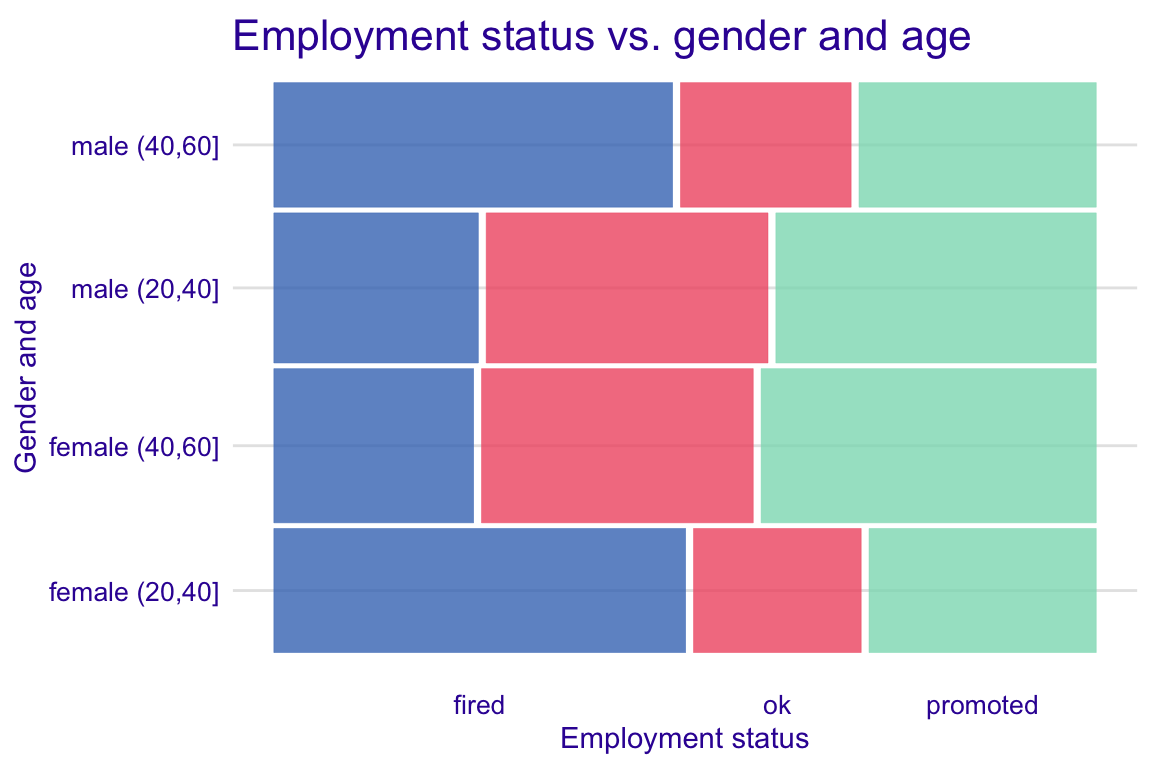 Employment status vs. gender and age
Gender and age
male (40,60]
male (20,40]
female (40,60]
female (20,40]
fired ok promoted
Employment status